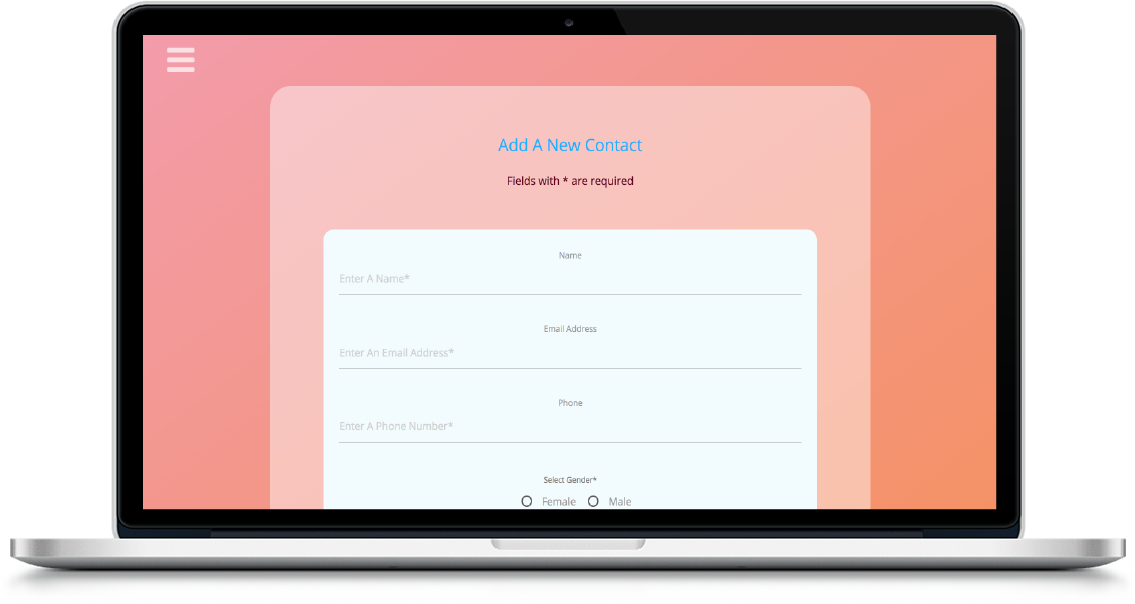 Add A New Contact
Fields with * are required
Name
Enter A Name*
Email Address
Enter An Email Address*
Phone
Enter A Phone Number*
Select Gender*
Female Male